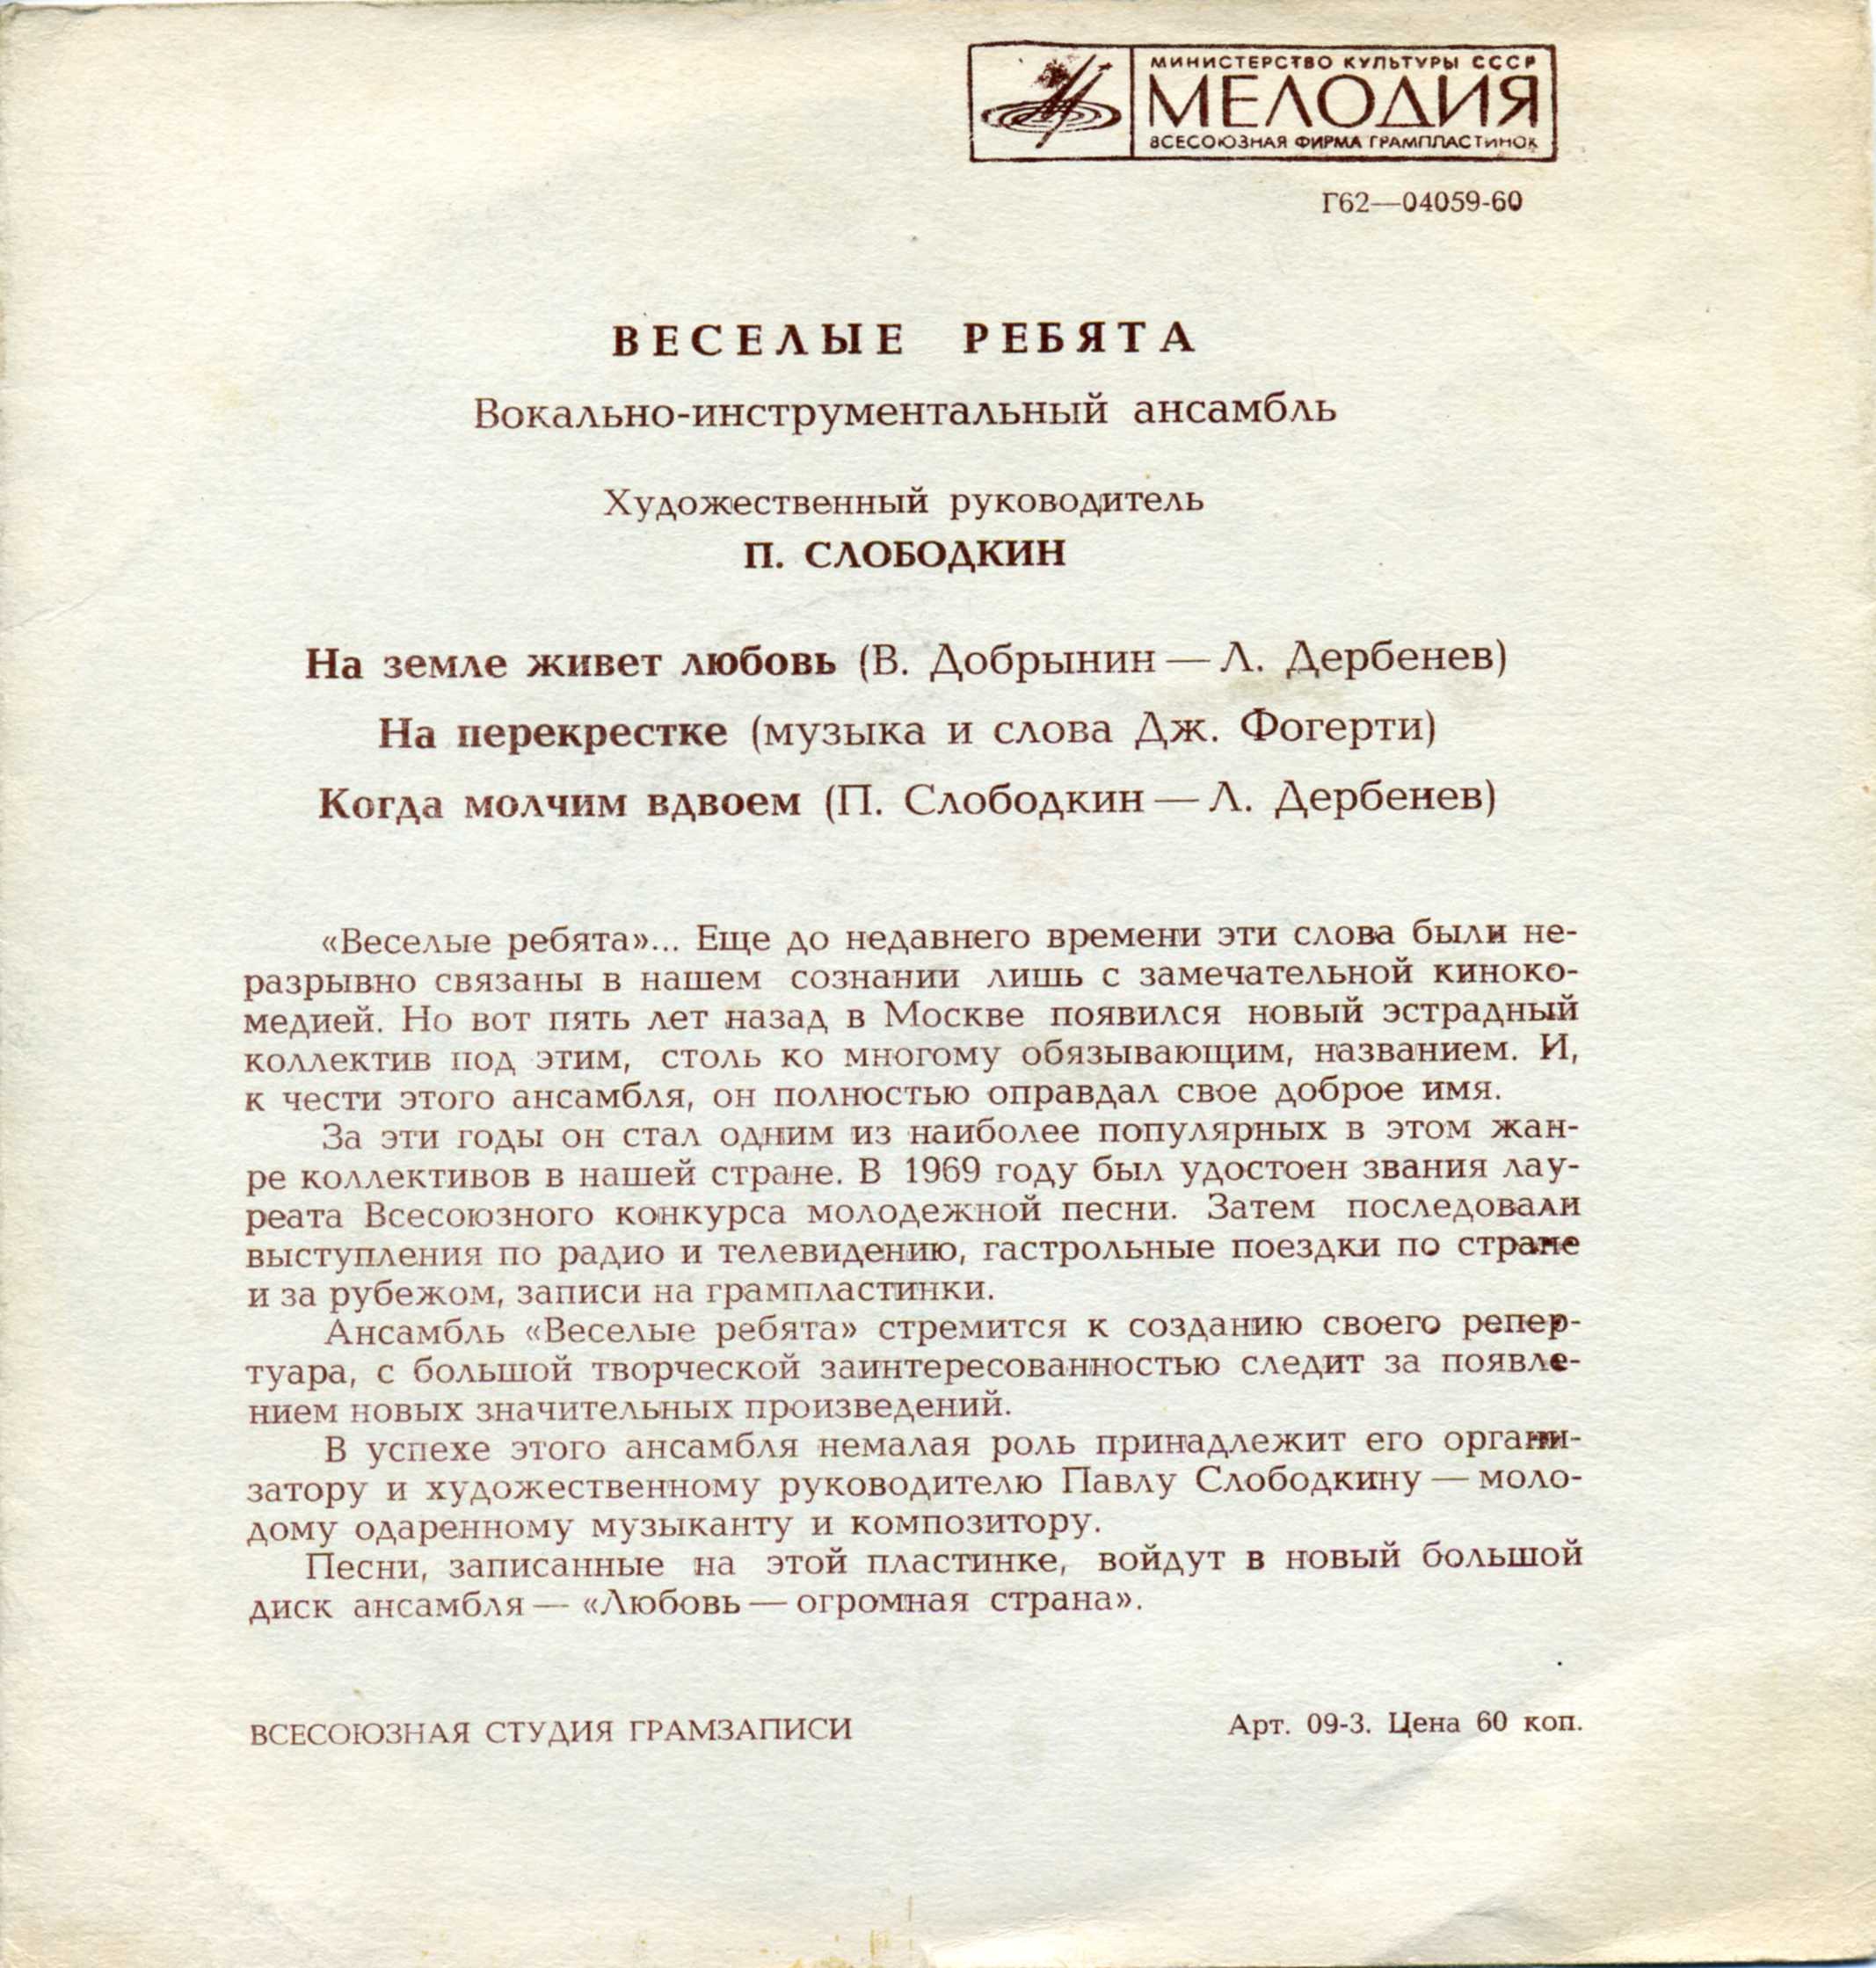 МИНИСТЕРСТВО КУЛЬТУРЫ СССР
МЕЛОДИЯ
ВСЕСОЮЗНАЯ ФИРМА ГРАМПЛАСТИНОК
Г62—04059-60
ВЕСЕЛЫЕ РЕБЯТА
Вокально-инструментальный ансамбль
Художественный руководитель
П. СЛОБОДКИН
На земле живет любовь (В. Добрынин — Л. Дербенев)
На перекрестке (музыка и слова Дж. Фогерти)
Когда молчим вдвоем (П. Слободкин — Л. Дербенев)
«Веселые ребята»... Еще до недавнего времени эти слова были не-
разрывно связаны в нашем сознании лишь с замечательной киноко-
медией. Но вот пять лет назад в Москве появился новый эстрадный
коллектив под этим, столь ко многому обязывающим, названием. И,
к чести этого ансамбля, он полностью оправдал свое доброе имя.
За эти годы он стал одним из наиболее популярных в этом жан-
ре коллективов в нашей стране. В 1969 году был удостоен звания лау-
реата Всесоюзного конкурса молодежной песни. Затем последовали
выступления по радио и телевидению, гастрольные поездки по стране
и за рубежом, записи на грампластинки.
Ансамбль «Веселые ребята» стремится к созданию своего репер-
туара, с большой творческой заинтересованностью следит за появле-
нием новых значительных произведений.
В успехе этого ансамбля немалая роль принадлежит его органи-
затору и художественному руководителю Павлу Слободкину — моло-
дому одаренному музыканту и композитору.
Песни, записанные на этой пластинке, войдут в новый большой
диск ансамбля — «Любовь — огромная страна».
ВСЕСОЮЗНАЯ СТУДИЯ ГРАМЗАПИСИ
Арт. 09-3. Цена 60 коп.